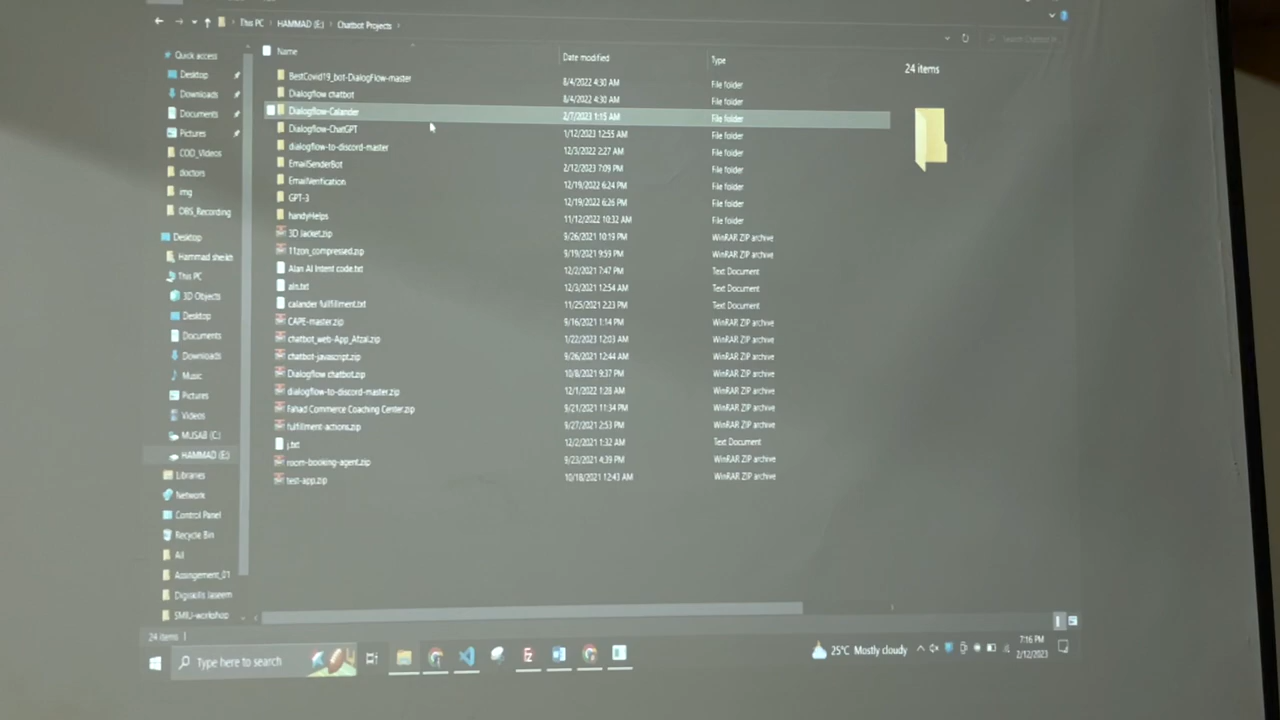 This PC > HAMMAD (E:) > Chatbot Projects >
Quick access
Desktop
Downloads
Documents
Pictures
COD_Videos
doctors
img
OBS_Recording
Desktop
Hammad sheikh
This PC
3D Objects
Desktop
Documents
Downloads
Music
Pictures
Videos
MUSAB (C:)
HAMMAD (E:)
Libraries
Network
Control Panel
Recycle Bin
All
Assingement_01
Digiskills laseem
SMIU-workshop
Name Date modified Type
BestCovid19_bot-DialogFlow-master 8/4/2022 4:30 AM File folder
Dialogflow chatbot 8/4/2022 4:30 AM File folder
Dialogflow-Calander 2/7/2023 1:15 AM File folder
Dialogflow-ChatGPT 1/12/2023 12:55 AM File folder
dialogflow-to-discord-master 12/3/2022 2:27 AM File folder
EmailSenderBot 2/12/2023 7:09 PM File folder
EmailVerification 12/19/2022 6:24 PM File folder
GPT-3 12/19/2022 6:26 PM File folder
handyHelps 11/12/2022 10:32 AM File folder
3D Jacket.zip 9/26/2021 10:19 PM WinRAR ZIP archive
11zon_compressed.zip 9/19/2021 9:59 PM WinRAR ZIP archive
Alan AI Intent code.txt 12/2/2021 7:47 PM Text Document
aln.txt 12/3/2021 12:54 AM Text Document
calander fullfillment.txt 11/25/2021 2:23 PM Text Document
CAPE-master.zip 9/16/2021 1:14 PM WinRAR ZIP archive
chatbot_web-App_Afzal.zip 1/22/2023 12:03 AM WinRAR ZIP archive
chatbot-javascript.zip 9/26/2021 12:44 AM WinRAR ZIP archive
Dialogflow chatbot.zip 10/8/2021 9:37 PM WinRAR ZIP archive
dialogflow-to-discord-master.zip 12/1/2022 1:28 AM WinRAR ZIP archive
Fahad Commerce Coaching Center.zip 9/21/2021 11:34 PM WinRAR ZIP archive
fulfillment-actions.zip 9/27/2021 2:53 PM WinRAR ZIP archive
j.txt 12/2/2021 1:32 AM Text Document
room-booking-agent.zip 9/23/2021 4:39 PM WinRAR ZIP archive
test-app.zip 10/18/2021 12:43 AM WinRAR ZIP archive
24 items
24 items
Type here to search
25°C Mostly cloudy
7:16 PM
2/12/2023